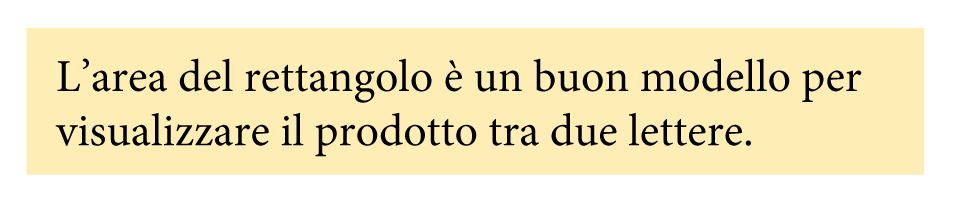 L’area del rettangolo è un buon modello per
visualizzare il prodotto tra due lettere.